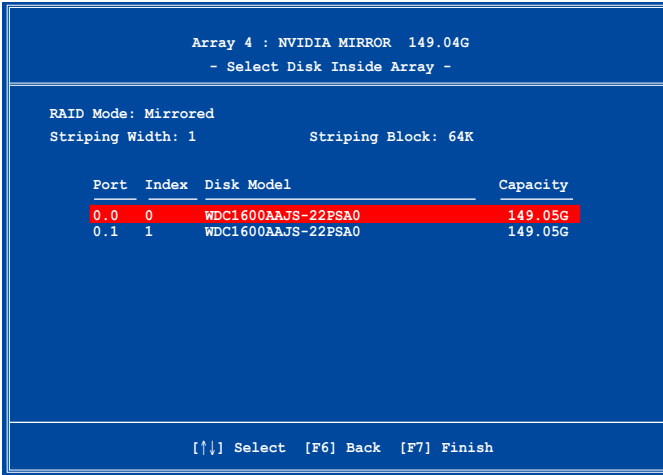 Array 4 : NVIDIA MIRROR 149.04G
- Select Disk Inside Array -
RAID Mode: Mirrored
Striping Width: 1 Striping Block: 64K
Port Index Disk Model Capacity
0.0 0 WDC1600AAJS-22PSA0 149.05G
0.1 1 WDC1600AAJS-22PSA0 149.05G
[↑↓] Select [F6] Back [F7] Finish